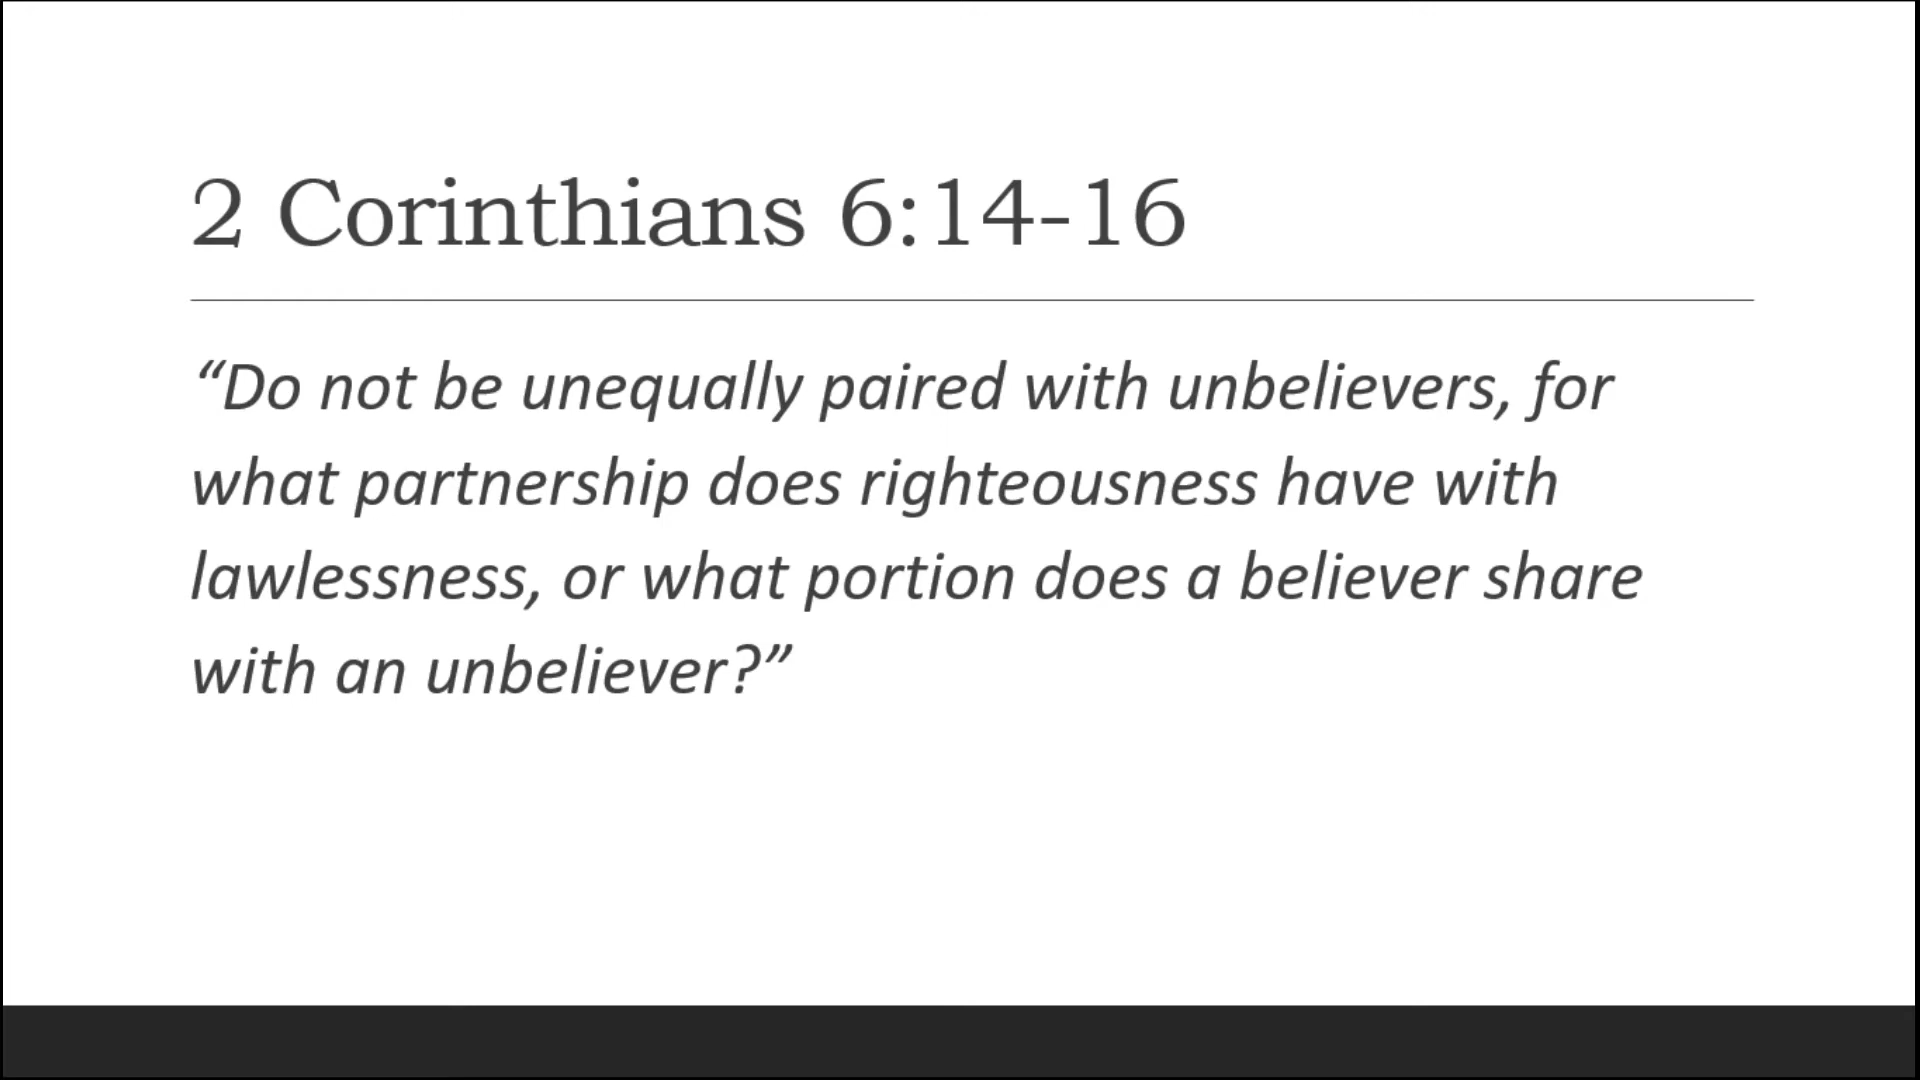 2 Corinthians 6:14-16
“Do not be unequally paired with unbelievers, for
what partnership does righteousness have with
lawlessness, or what portion does a believer share
with an unbeliever?”